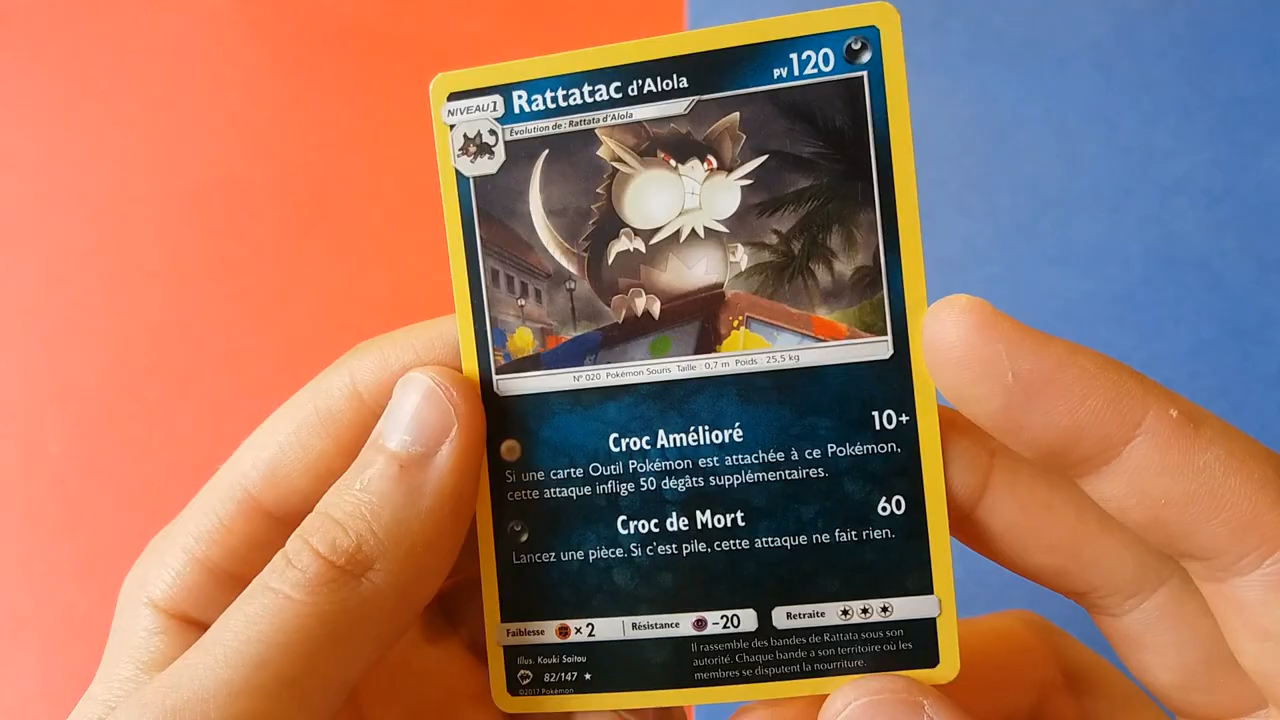 NIVEAU1
Rattatac d'Alola
PV120
Évolution de : Rattata d'Alola
N° 020 Pokémon Souris Taille : 0,7 m Poids : 25,5 kg
Croc Amélioré 10+
Si une carte Outil Pokémon est attachée à ce Pokémon,
cette attaque inflige 50 dégâts supplémentaires.
Croc de Mort 60
Lancez une pièce. Si c'est pile, cette attaque ne fait rien.
Faiblesse ×2 Résistance -20 Retraite
Illus. Kouki Saitou
82/147 ★
©2017 Pokémon
Il rassemble des bandes de Rattata sous son
autorité. Chaque bande a son territoire où les
membres se disputent la nourriture.